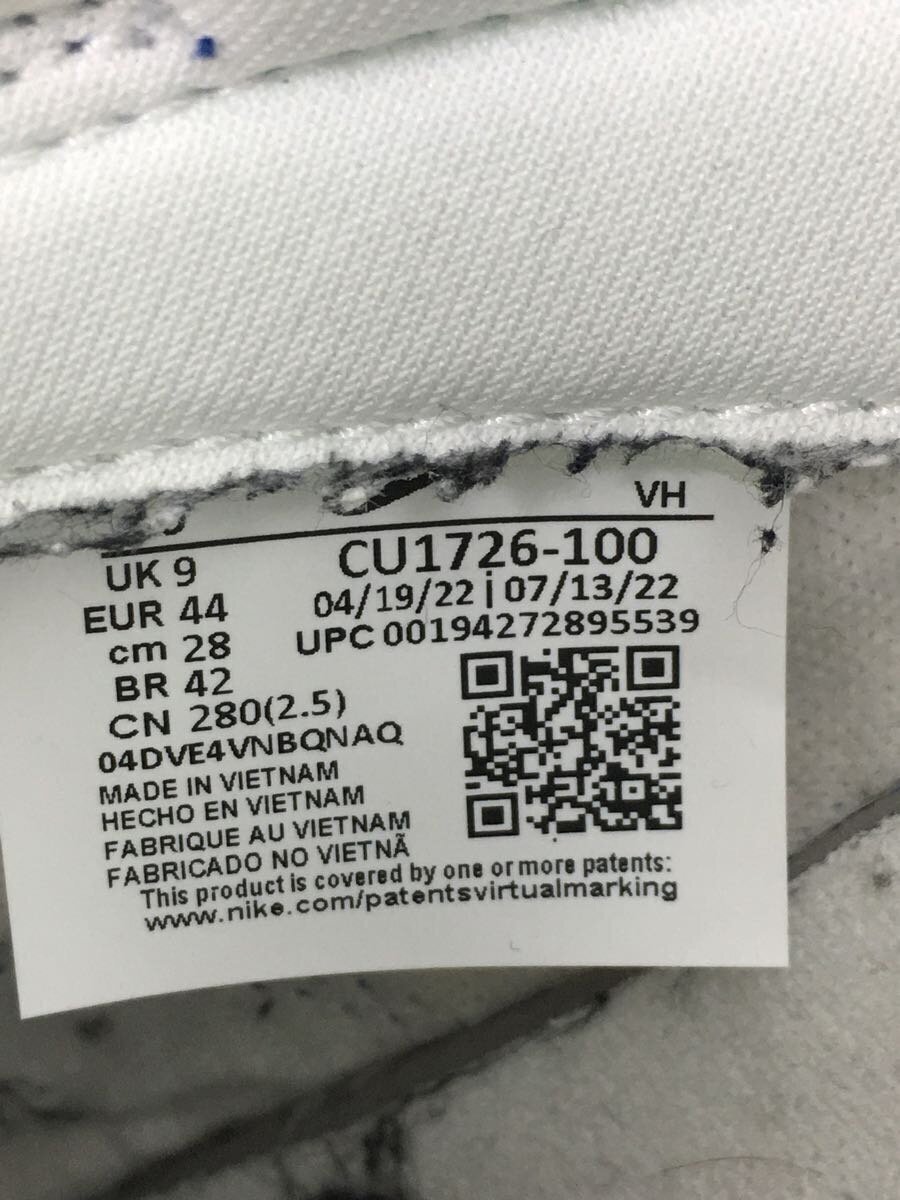 VH
UK 9
CU1726-100
EUR 44
04/19/22 | 07/13/22
cm 28
UPC 00194272895539
BR 42
CN 280(2.5)
04DVE4VNBQNAQ
MADE IN VIETNAM
HECHO EN VIETNAM
FABRIQUE AU VIETNAM
FABRICADO NO VIETNÃ
This product is covered by one or more patents:
www.nike.com/patentsvirtualmarking